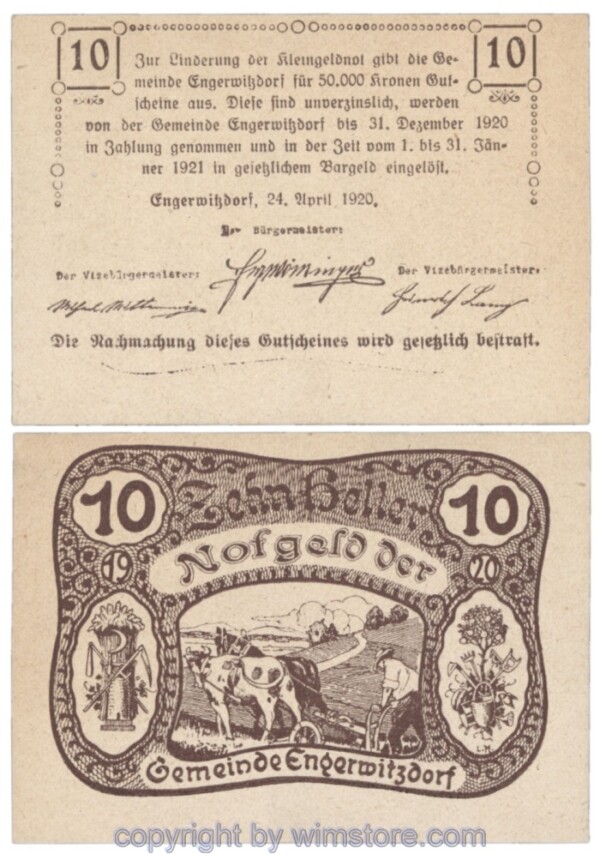 10
10
Zur Linderung der Kleingeldnot gibt die Ge-
meinde Engerwitzdorf für 50.000 Kronen Gut-
scheine aus. Diese sind unverzinslich, werden
von der Gemeinde Engerwitzdorf bis 31. Dezember 1920
in Zahlung genommen und in der Zeit vom 1. bis 31. Jän-
ner 1921 in gesetzlichem Bargeld eingelöst.
Engerwitzdorf, 24. April 1920.
Der Bürgermeister:
Der Vizebürgermeister:
Der Vizebürgermeister:
Heinrich Lang
Die Nachmachung dieses Gutscheines wird gesetzlich bestraft.
10
Zehn Heller
10
19
Notgeld der
20
Gemeinde Engerwitzdorf
copyright by wimstore.com